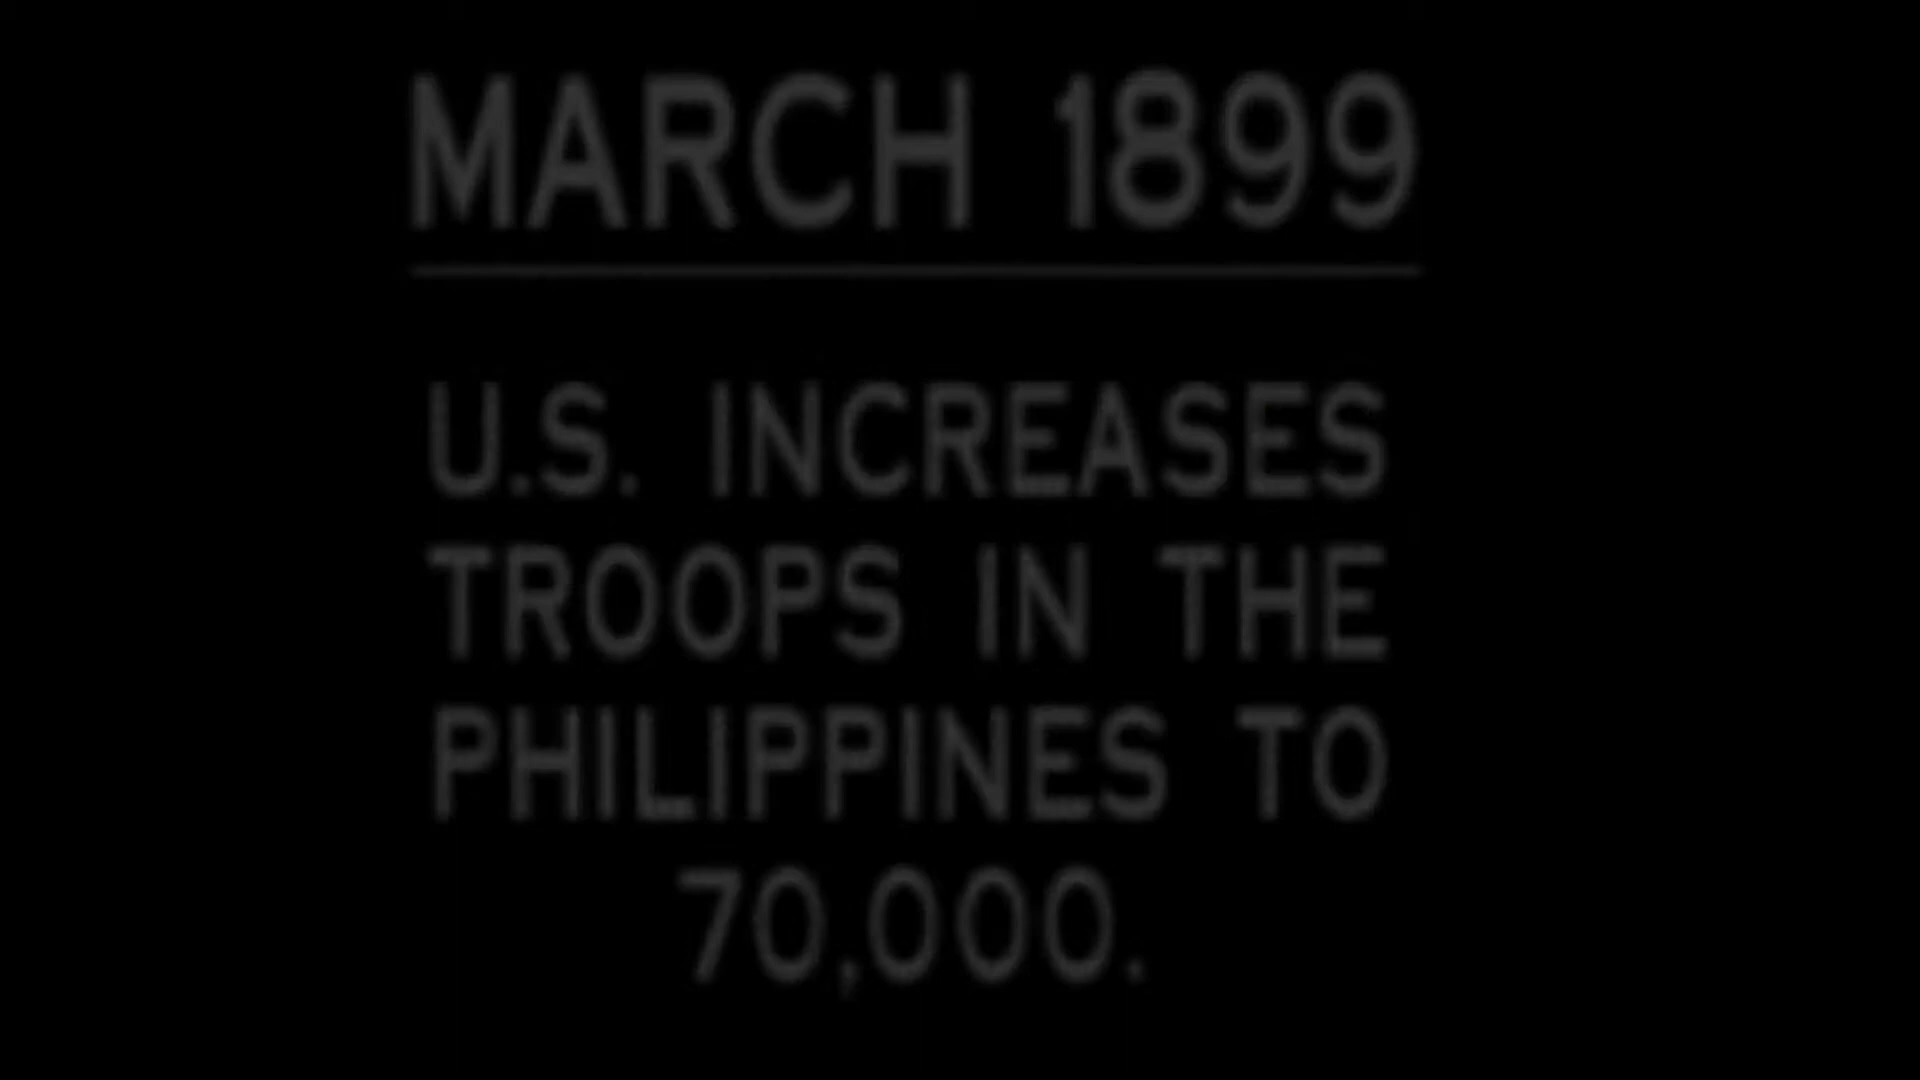 MARCH 1899
U.S. INCREASES
TROOPS IN THE
PHILIPPINES TO
70,000.